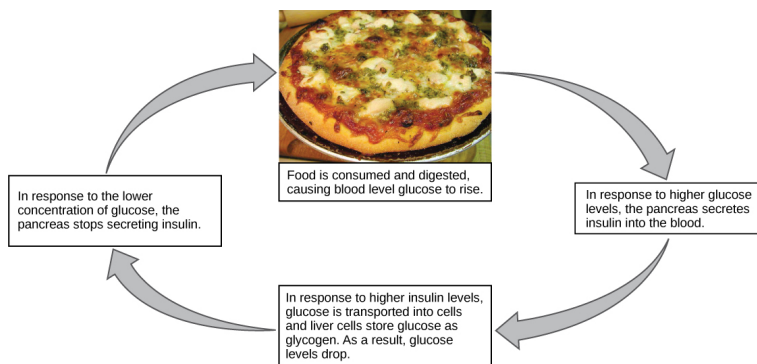 Food is consumed and digested,
causing blood level glucose to rise.
In response to higher glucose
levels, the pancreas secretes
insulin into the blood.
In response to higher insulin levels,
glucose is transported into cells
and liver cells store glucose as
glycogen. As a result, glucose
levels drop.
In response to the lower
concentration of glucose, the
pancreas stops secreting insulin.